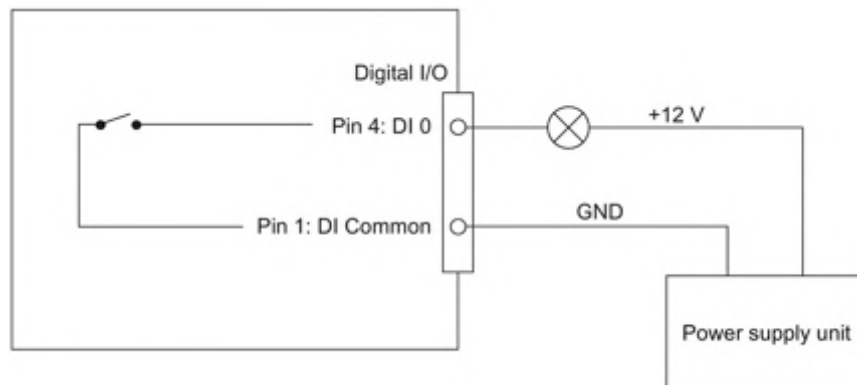 Digital I/O
Pin 4: DI 0
+12 V
Pin 1: DI Common
GND
Power supply unit